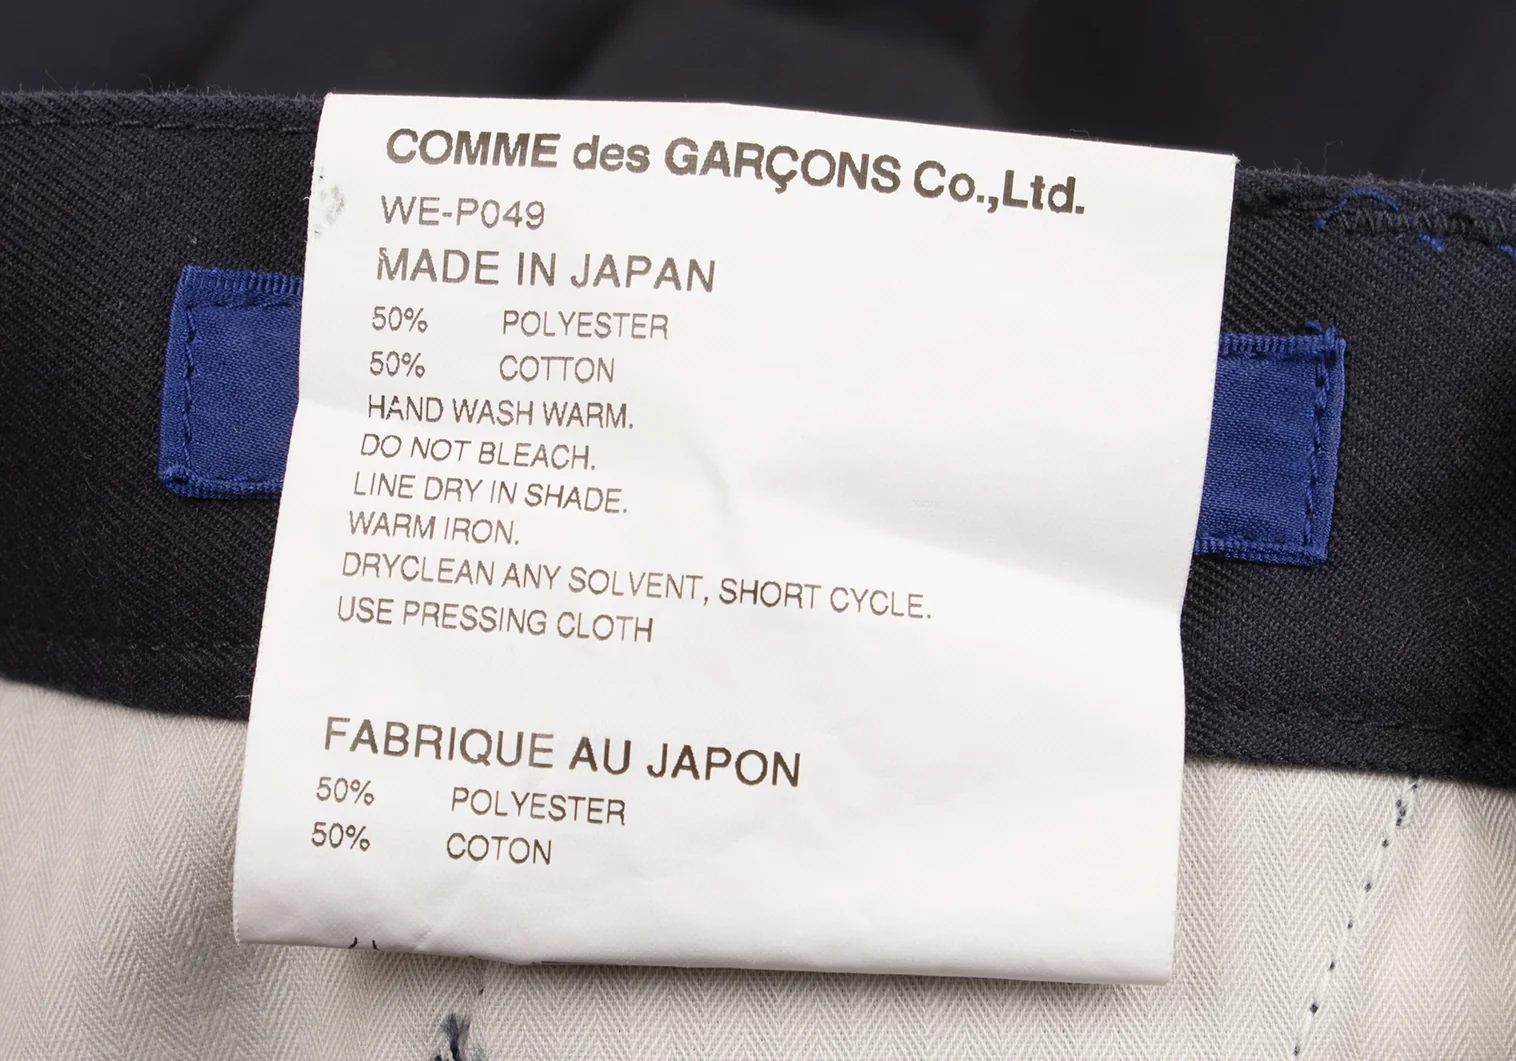 COMME des GARÇONS Co.,Ltd.
WE-P049
MADE IN JAPAN
50% POLYESTER
50% COTTON
HAND WASH WARM.
DO NOT BLEACH.
LINE DRY IN SHADE.
WARM IRON.
DRYCLEAN ANY SOLVENT, SHORT CYCLE.
USE PRESSING CLOTH
FABRIQUE AU JAPON
50% POLYESTER
50% COTON